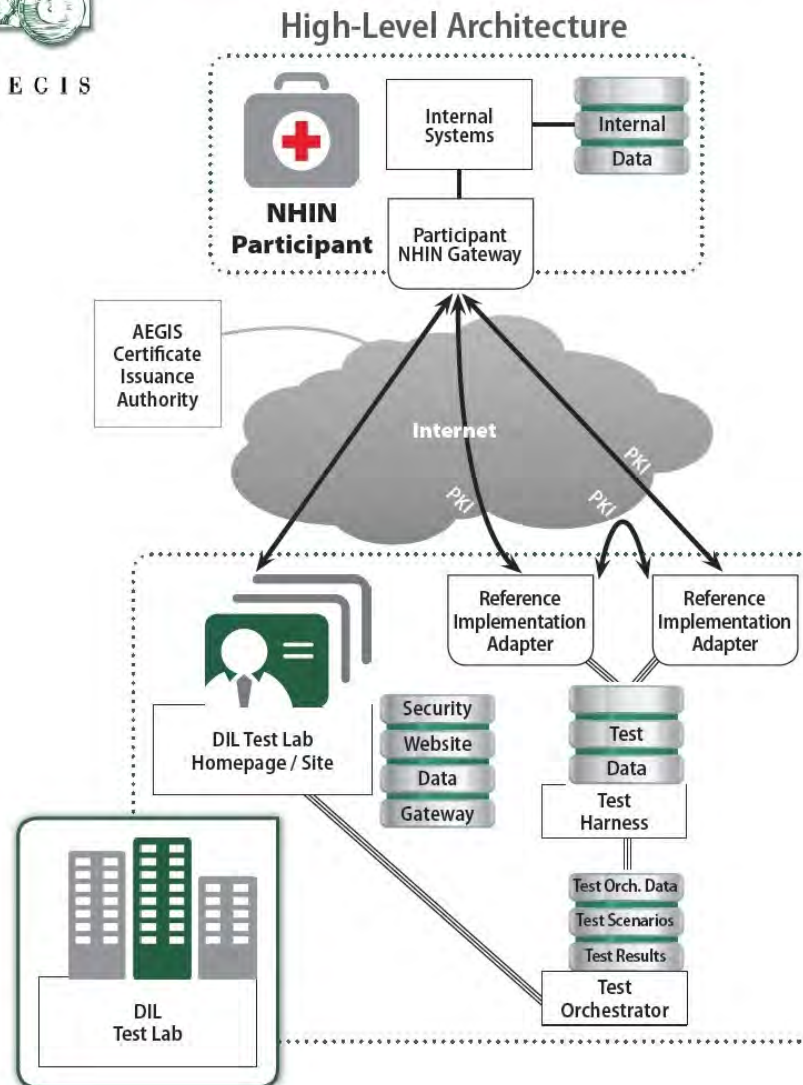 High-Level Architecture
E G I S
NHIN
Participant
Internal
Systems
Internal
Data
Participant
NHIN Gateway
AEGIS
Certificate
Issuance
Authority
Internet
PKI
PKI
PKI
Reference
Implementation
Adapter
Reference
Implementation
Adapter
DIL Test Lab
Homepage / Site
Security
Website
Data
Gateway
Test
Data
Test
Harness
Test Orch. Data
Test Scenarios
Test Results
Test
Orchestrator
DIL
Test Lab